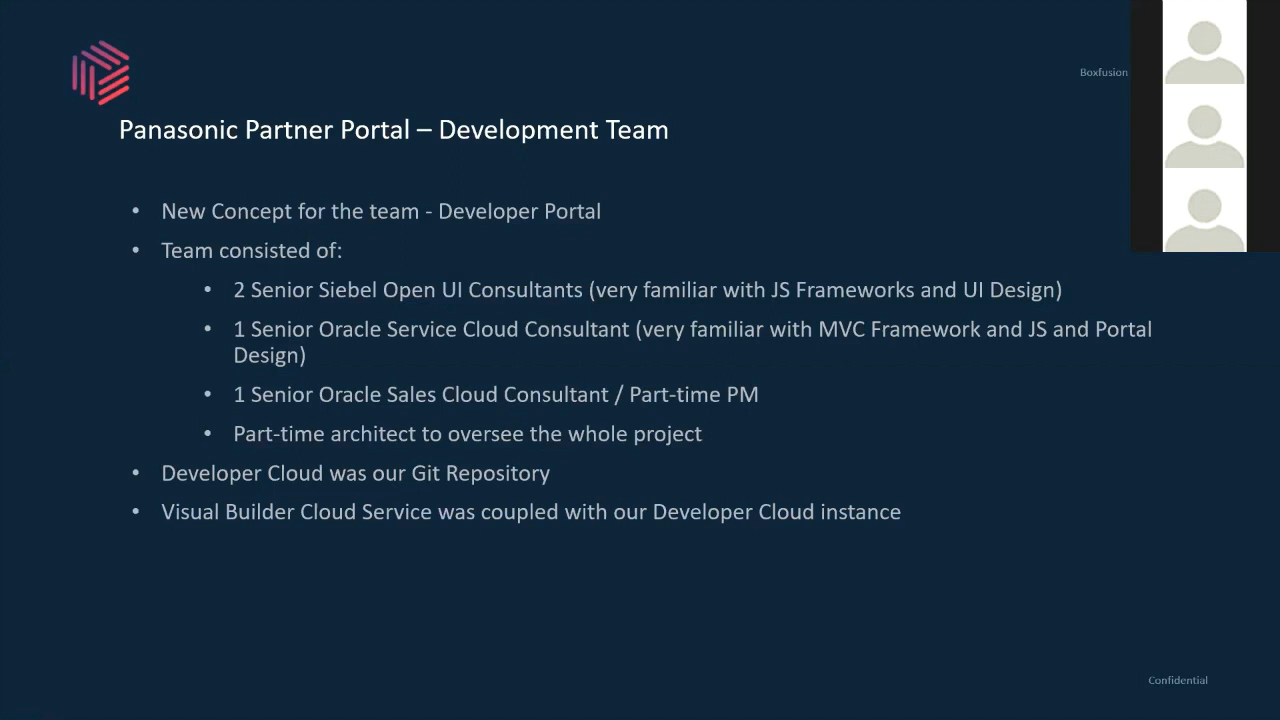 Boxfusion
Panasonic Partner Portal – Development Team
• New Concept for the team - Developer Portal
• Team consisted of:
• 2 Senior Siebel Open UI Consultants (very familiar with JS Frameworks and UI Design)
• 1 Senior Oracle Service Cloud Consultant (very familiar with MVC Framework and JS and Portal
Design)
• 1 Senior Oracle Sales Cloud Consultant / Part-time PM
• Part-time architect to oversee the whole project
• Developer Cloud was our Git Repository
• Visual Builder Cloud Service was coupled with our Developer Cloud instance
Confidential